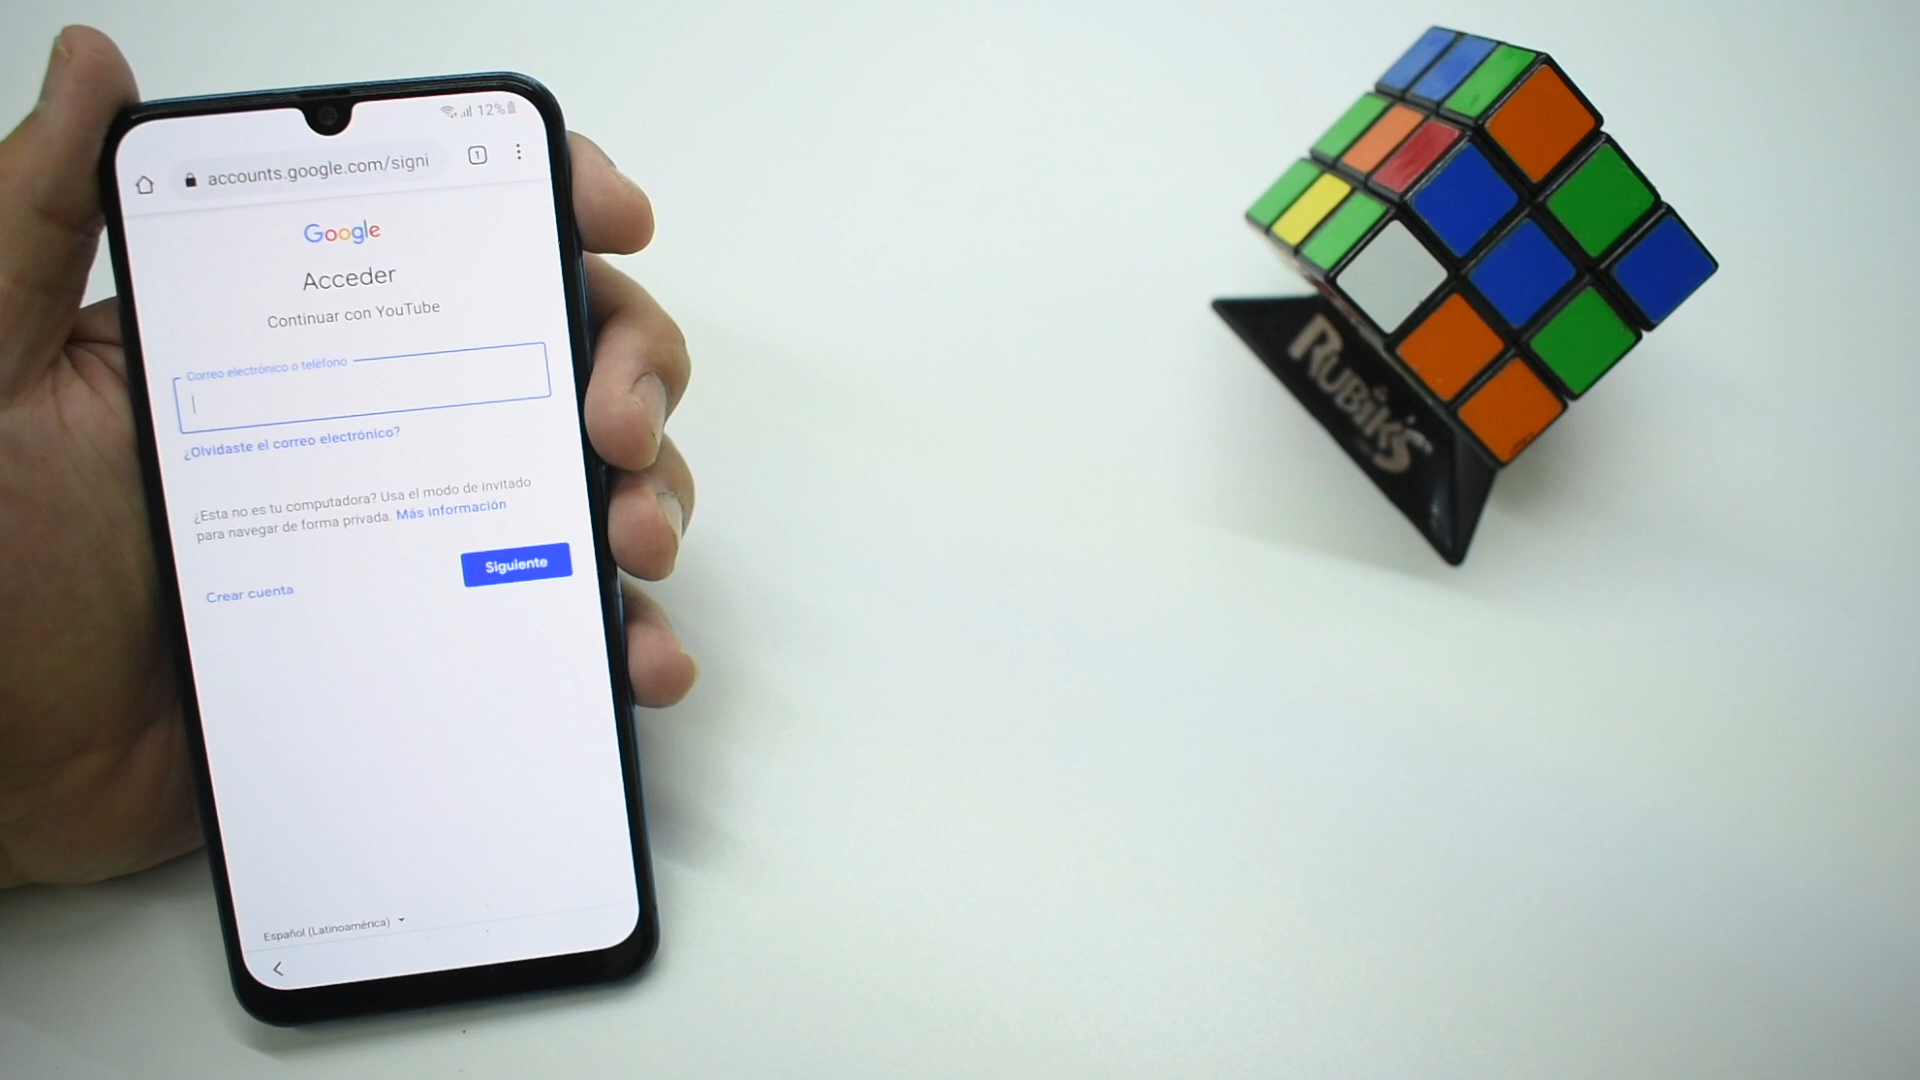 12%
accounts.google.com/signi
1
Google
Acceder
Continuar con YouTube
Correo electrónico o teléfono
¿Olvidaste el correo electrónico?
¿Esta no es tu computadora? Usa el modo de invitado
para navegar de forma privada. Más información
Siguiente
Crear cuenta
Español (Latinoamérica)
RUBIK'S